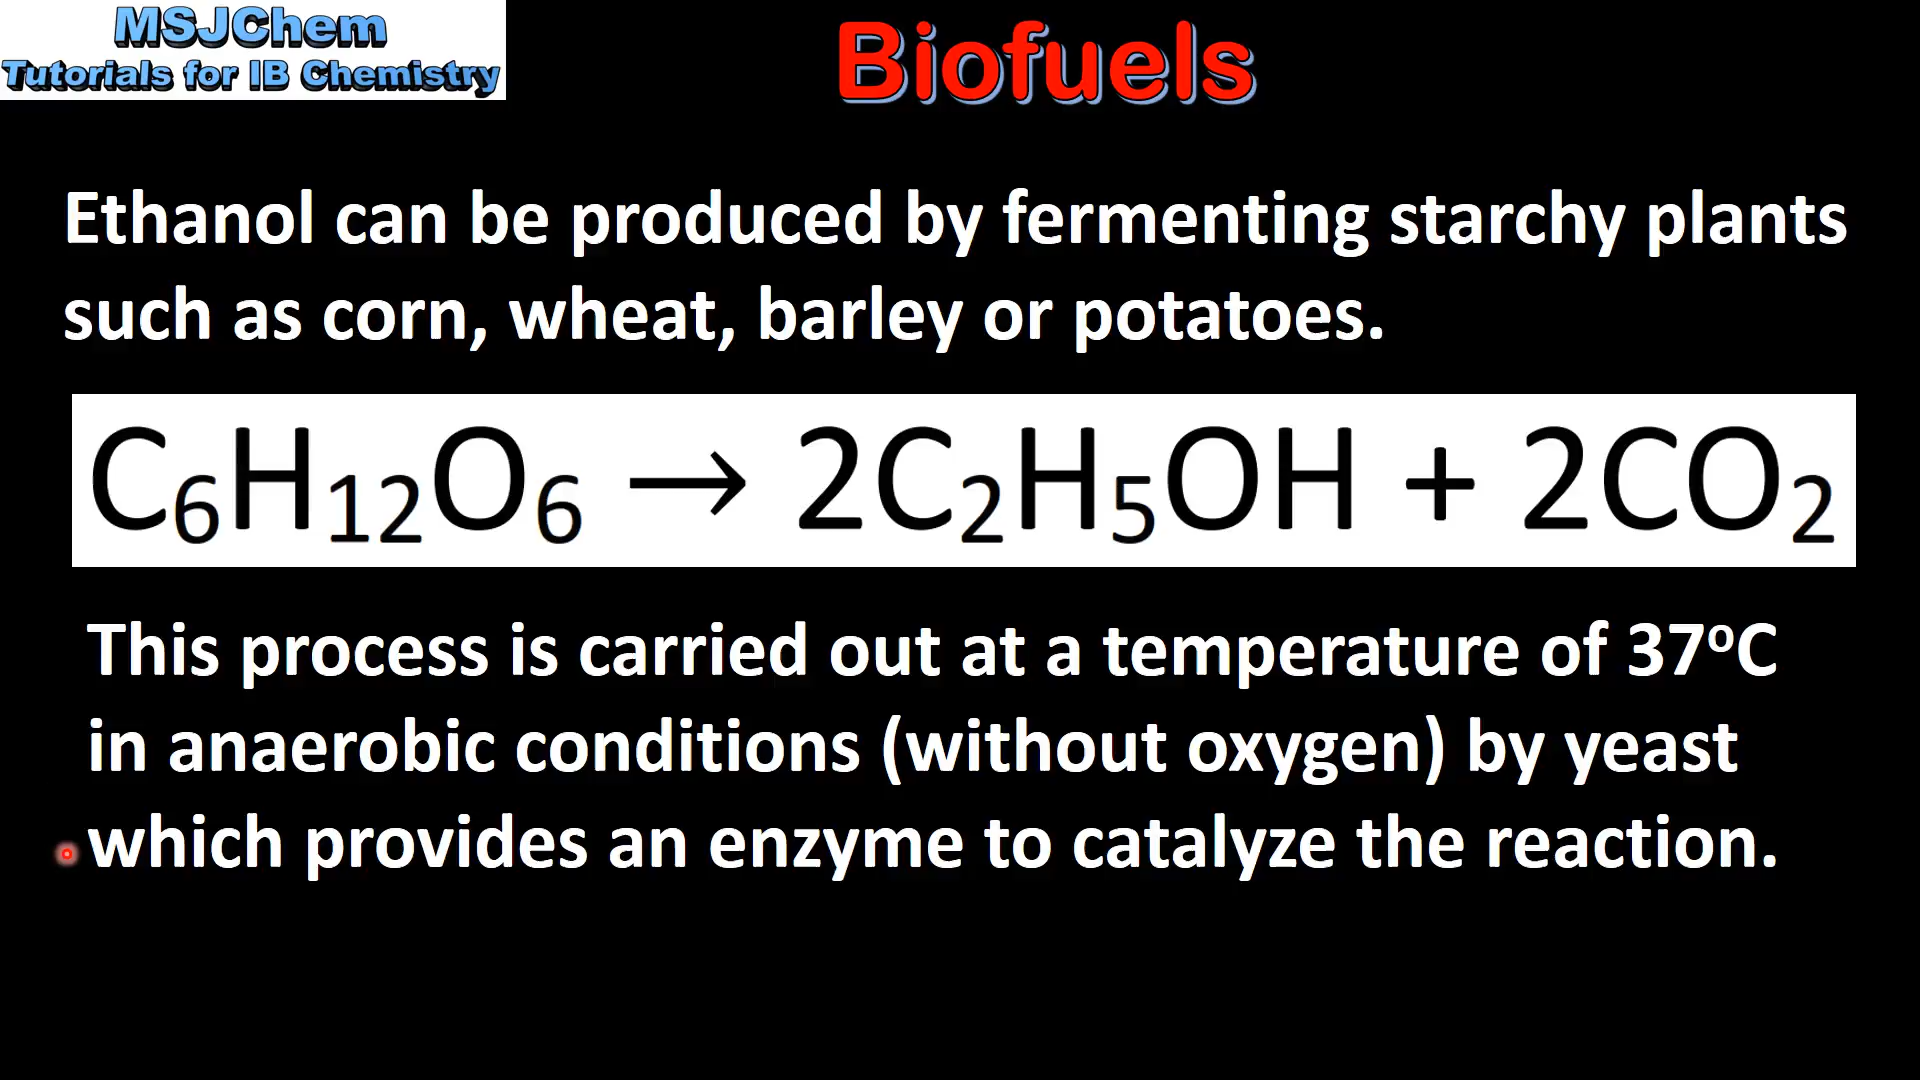 MSJChem
Tutorials for IB Chemistry
Biofuels
Ethanol can be produced by fermenting starchy plants
such as corn, wheat, barley or potatoes.
C₆H₁₂O₆ → 2C₂H₅OH + 2CO₂
This process is carried out at a temperature of 37ºC
in anaerobic conditions (without oxygen) by yeast
which provides an enzyme to catalyze the reaction.